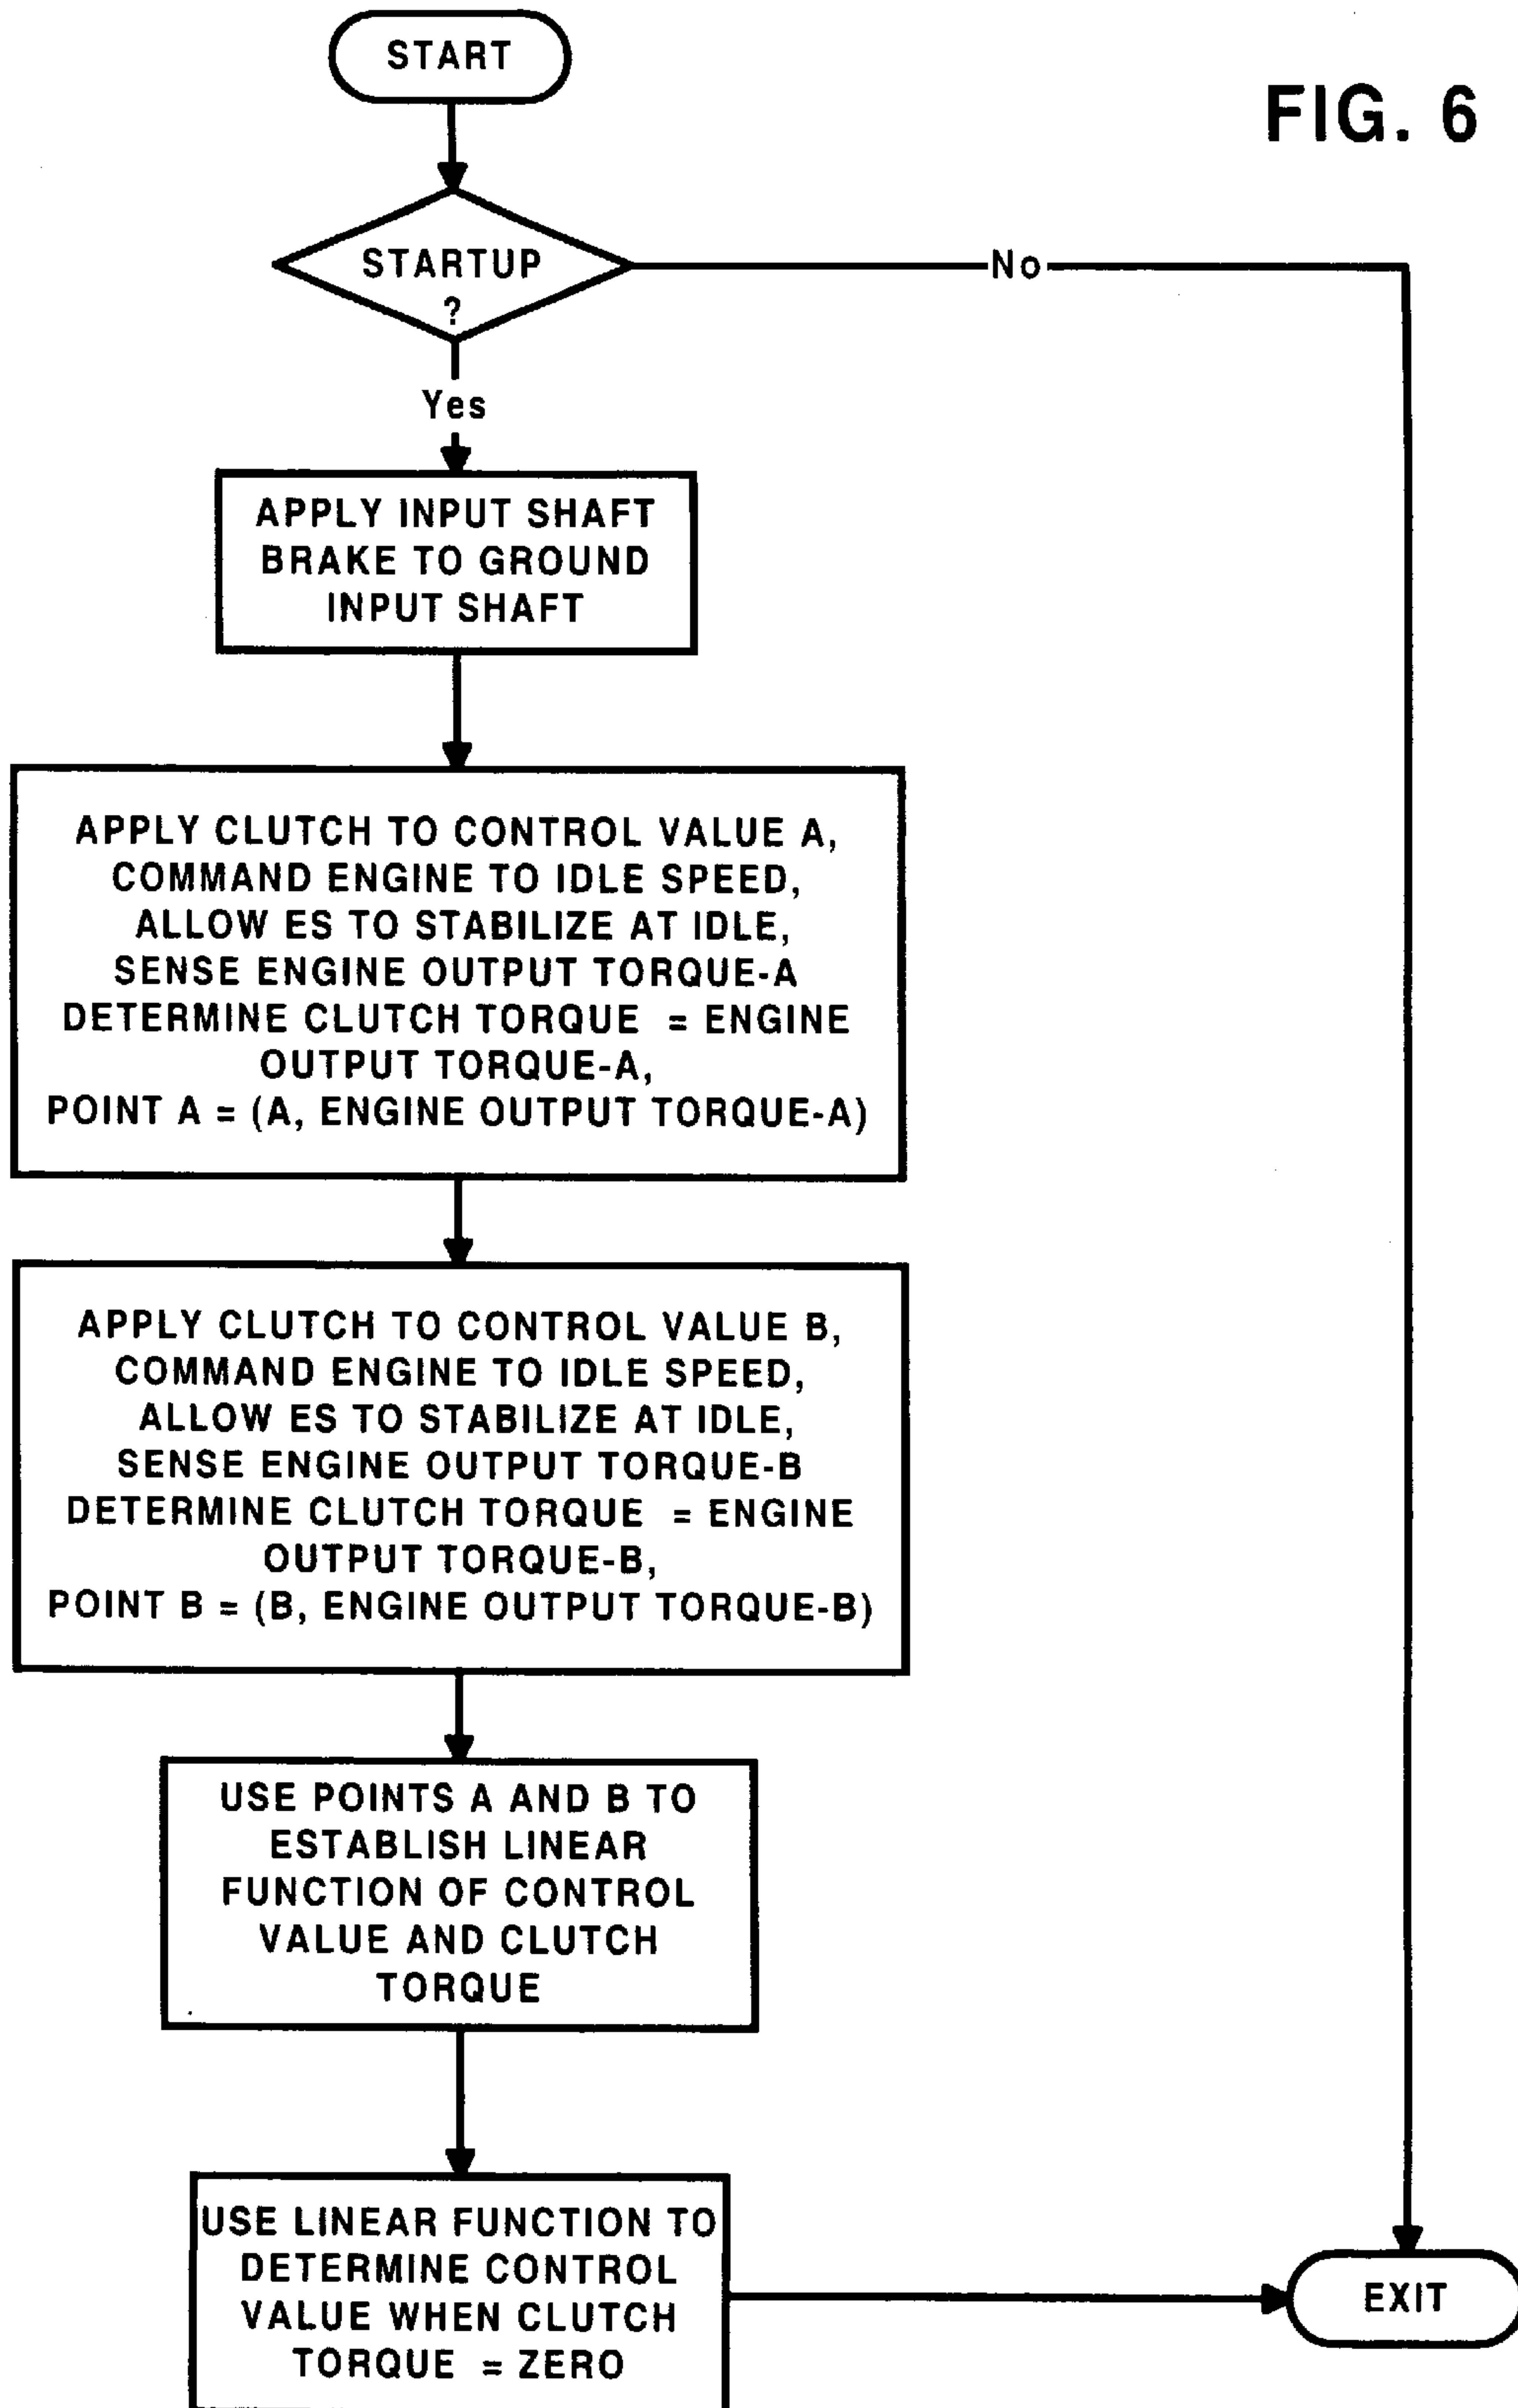 START
FIG. 6
STARTUP
?
No
Yes
APPLY INPUT SHAFT
BRAKE TO GROUND
INPUT SHAFT
APPLY CLUTCH TO CONTROL VALUE A,
COMMAND ENGINE TO IDLE SPEED,
ALLOW ES TO STABILIZE AT IDLE,
SENSE ENGINE OUTPUT TORQUE-A
DETERMINE CLUTCH TORQUE = ENGINE
OUTPUT TORQUE-A,
POINT A = (A, ENGINE OUTPUT TORQUE-A)
APPLY CLUTCH TO CONTROL VALUE B,
COMMAND ENGINE TO IDLE SPEED,
ALLOW ES TO STABILIZE AT IDLE,
SENSE ENGINE OUTPUT TORQUE-B
DETERMINE CLUTCH TORQUE = ENGINE
OUTPUT TORQUE-B,
POINT B = (B, ENGINE OUTPUT TORQUE-B)
USE POINTS A AND B TO
ESTABLISH LINEAR
FUNCTION OF CONTROL
VALUE AND CLUTCH
TORQUE
USE LINEAR FUNCTION TO
DETERMINE CONTROL
VALUE WHEN CLUTCH
TORQUE = ZERO
EXIT